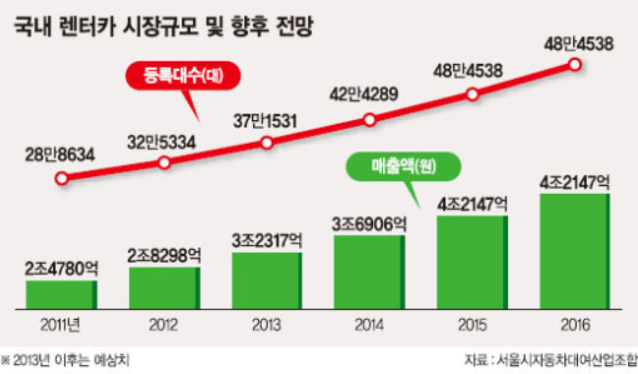 국내 렌터카 시장규모 및 향후 전망
등록대수(대)
28만8634
32만5334
37만1531
42만4289
48만4538
48만4538
매출액(원)
2조4780억
2조8298억
3조2317억
3조6906억
4조2147억
4조2147억
2011년
2012
2013
2014
2015
2016
※ 2013년 이후는 예상치
자료 : 서울시자동차대여산업조합